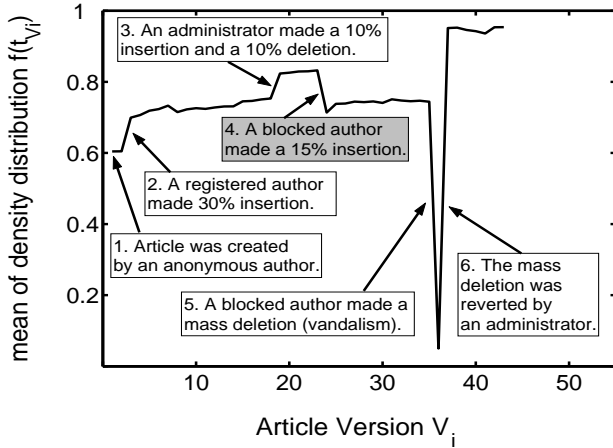 mean of density distribution f(t_Vi)
1
0.8
0.6
0.4
0.2
3. An administrator made a 10%
insertion and a 10% deletion.
4. A blocked author
made a 15% insertion.
2. A registered author
made 30% insertion.
1. Article was created
by an anonymous author.
5. A blocked author made a
mass deletion (vandalism).
6. The mass
deletion was
reverted by
an administrator.
10
20
30
40
50
Article Version V_i